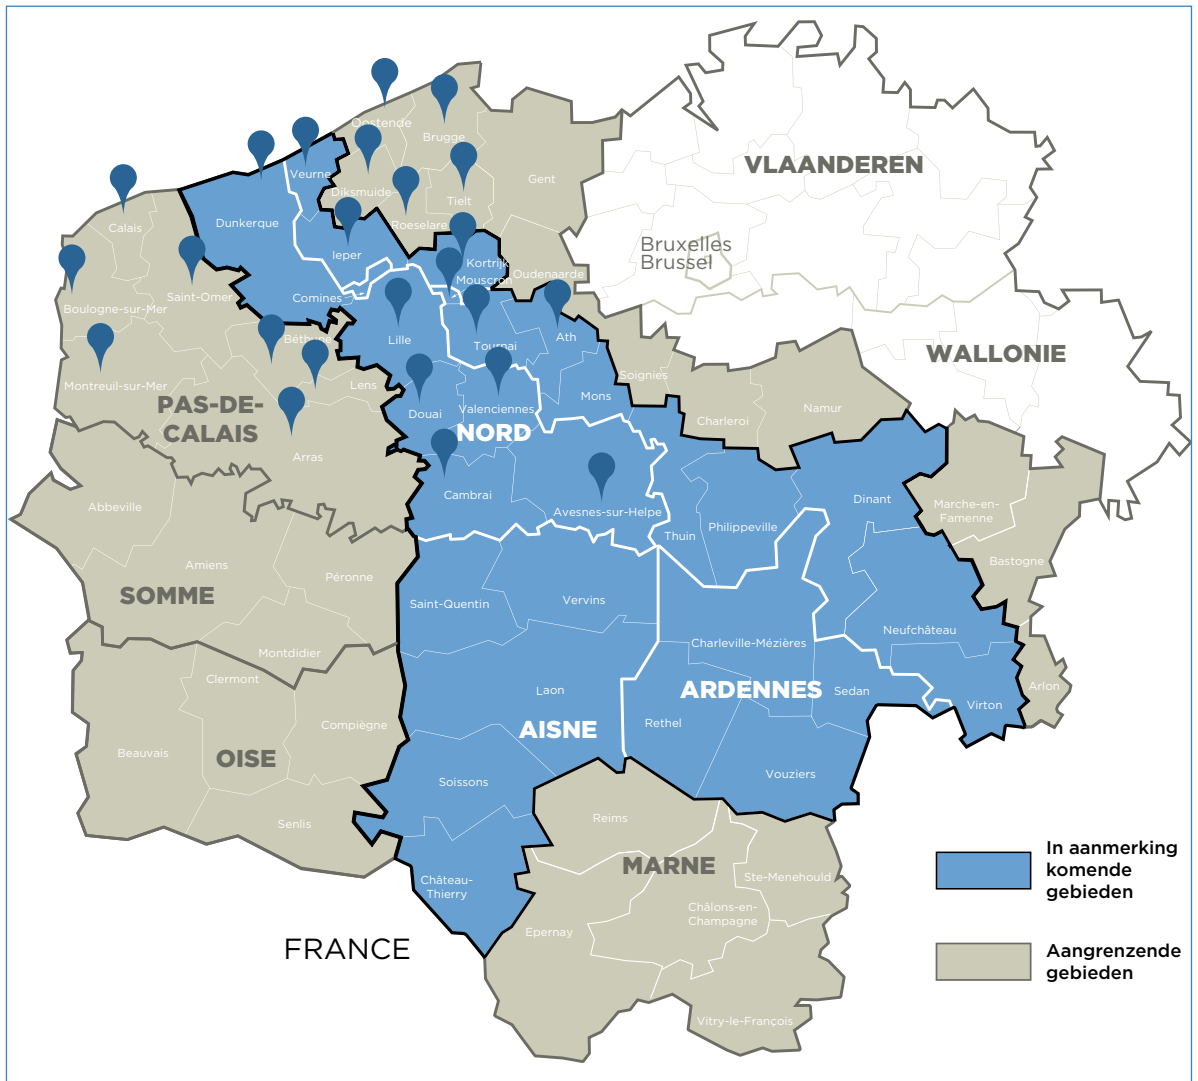 Oostende
Brugge
VLAANDEREN
Veurne
Diksmuide
Tielt
Gent
Dunkerque
Calais
Roeselare
Ieper
Bruxelles
Brussel
Kortrijk
Mouscron
Oudenaarde
Saint-Omer
Comines
Boulogne-sur-Mer
Béthune
Lille
Tournai
Ath
WALLONIE
Montreuil-sur-Mer
Lens
Soignies
Mons
PAS-DE-
CALAIS
Douai
Valenciennes
NORD
Charleroi
Namur
Arras
Cambrai
Avesnes-sur-Helpe
Abbeville
Thuin
Philippeville
Dinant
Marche-en-
Famenne
Bastogne
Amiens
Péronne
SOMME
Saint-Quentin
Vervins
Montdidier
Charleville-Mézières
Neufchâteau
Clermont
Laon
ARDENNES
Sedan
Arlon
Virton
Compiègne
AISNE
Rethel
Beauvais
OISE
Soissons
Vouziers
Senlis
Reims
MARNE
Château-
Thierry
Ste-Menehould
Châlons-en-
Champagne
Epernay
FRANCE
Vitry-le-François
In aanmerking
komende
gebieden
Aangrenzende
gebieden